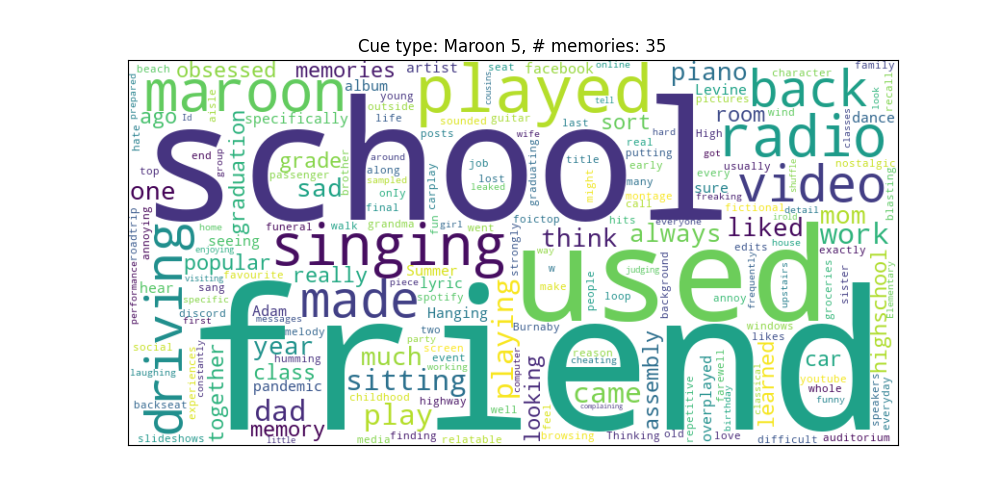 Cue type: Maroon 5, # memories: 35
beach obsessed memories artist facebook seat online piano character family
prepared maroon album cousins played tell Levine pictures back recall look
hate ago Id aisle specifically young outside life posts sounded guitar last wife sort hard High room wind classes dance
top end group graduation grade passenger brother around along sampled only job lost leaked graduating title real putting early many montage got usually every radio nostalgic shuffle
one school sad final carplay might sure freaking video blasting
annoying roadtrip home seeing funeral walk grandma fun girl went foictop hits call everyone fictional detail mom irold
driving enjoying popular singing strongly think always liked edits house work exactly
performance hear visiting favourite really Summer piece lyric way w make people judging loop background annoy used frequently upstairs groceries sister highschool Elementary
specific sang discord first Adam messages made spotify Hanging Burnaby windows likes
social melody two party screen event working computer reason cheating learned classical car youtube whole funny speakers everyday
laughing experiences constantly together year humming class pandemic much sitting childhood highway playing well looking feel came complaining assembly repetitive overplayed farewell birthday
backseat friend dad play
slideshows memory little media finding relatable browsing Thinking old love difficult auditorium